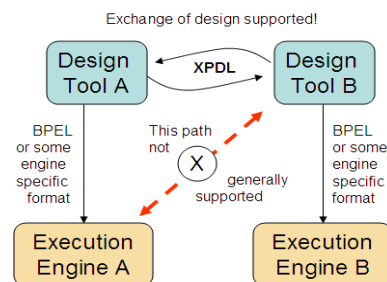 Exchange of design supported!
Design
Tool A
XPDL
Design
Tool B
BPEL
or some
engine
specific
format
This path
not
X
generally
supported
BPEL
or some
engine
specific
format
Execution
Engine A
Execution
Engine B